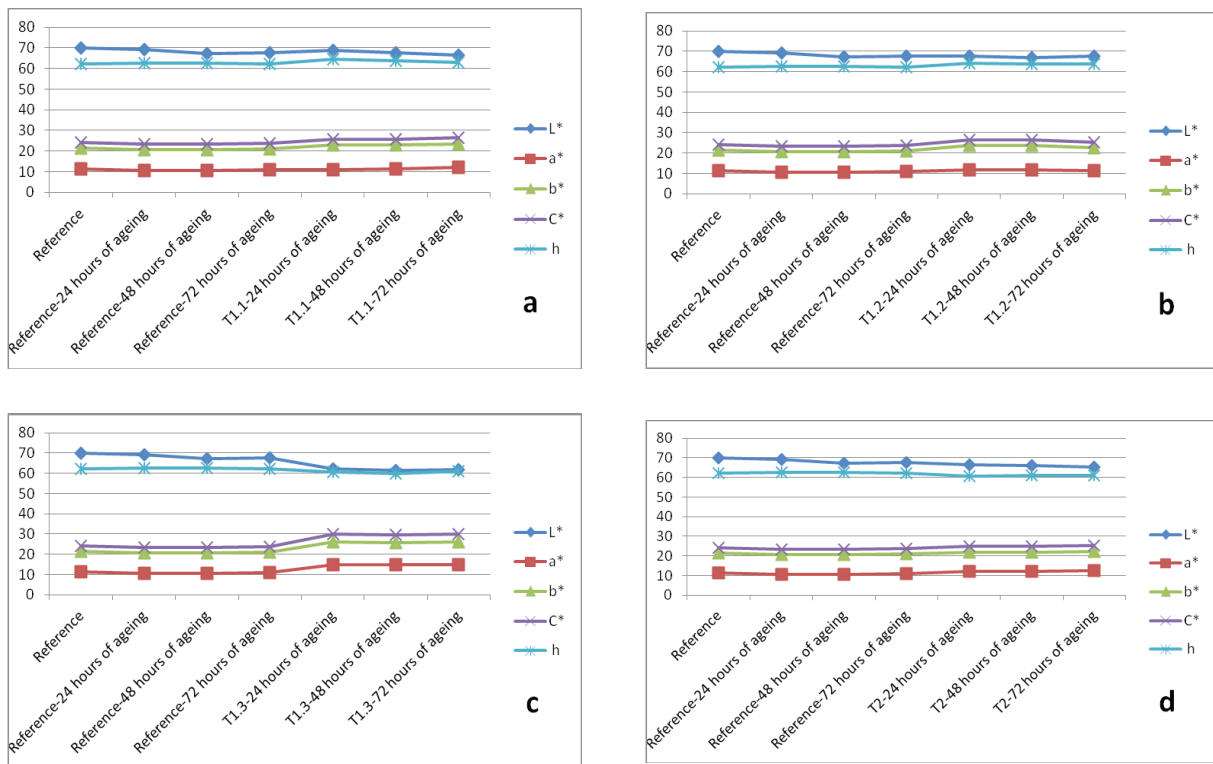 80
70
60
50
40
30
20
10
0
Reference
Reference-24 hours of ageing
Reference-48 hours of ageing
Reference-72 hours of ageing
T1.1-24 hours of ageing
T1.1-48 hours of ageing
T1.1-72 hours of ageing
L*
a*
b*
C*
h
a
80
70
60
50
40
30
20
10
0
Reference
Reference-24 hours of ageing
Reference-48 hours of ageing
Reference-72 hours of ageing
T1.2-24 hours of ageing
T1.2-48 hours of ageing
T1.2-72 hours of ageing
L*
a*
b*
C*
h
b
80
70
60
50
40
30
20
10
0
Reference
Reference-24 hours of ageing
Reference-48 hours of ageing
Reference-72 hours of ageing
T1.3-24 hours of ageing
T1.3-48 hours of ageing
T1.3-72 hours of ageing
L*
a*
b*
C*
h
c
80
70
60
50
40
30
20
10
0
Reference
Reference-24 hours of ageing
Reference-48 hours of ageing
Reference-72 hours of ageing
T2-24 hours of ageing
T2-48 hours of ageing
T2-72 hours of ageing
L*
a*
b*
C*
h
d